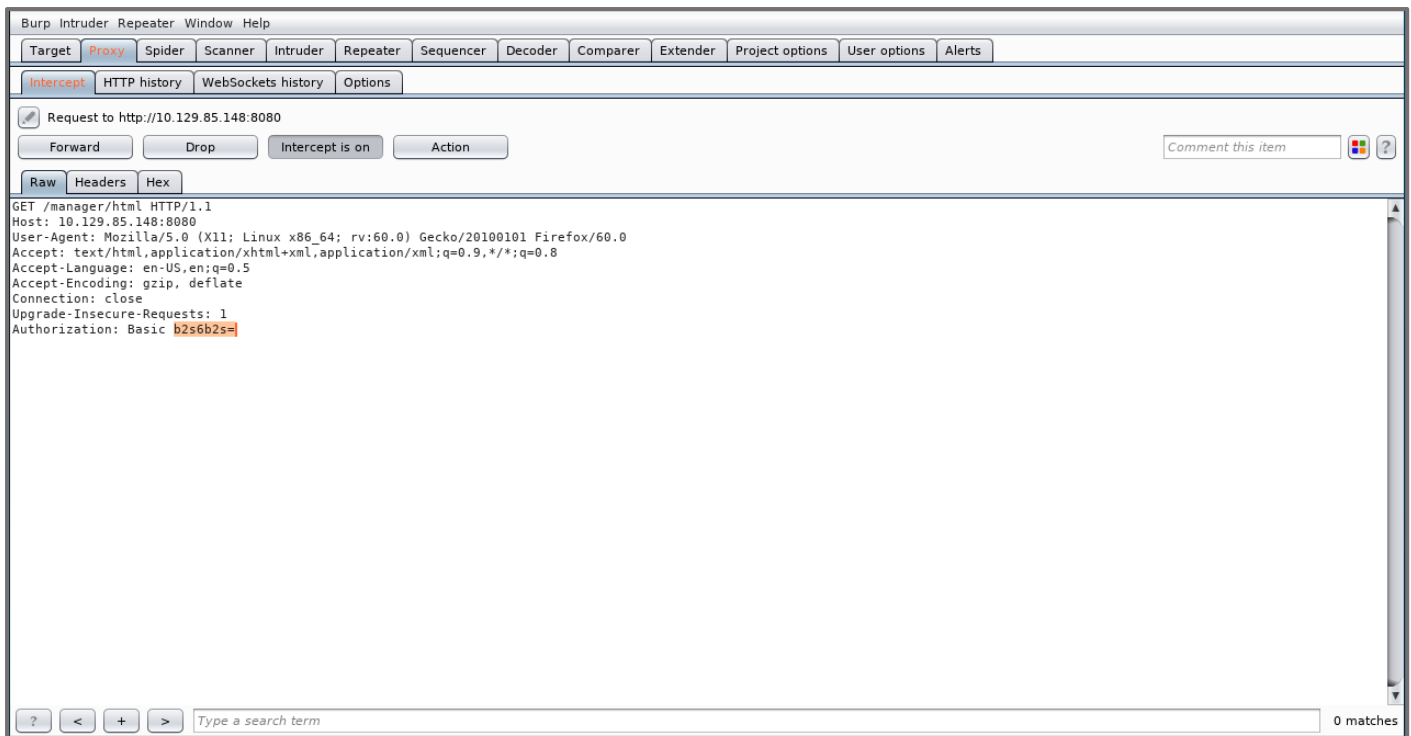 Burp Intruder Repeater Window Help
Target Proxy Spider Scanner Intruder Repeater Sequencer Decoder Comparer Extender Project options User options Alerts
Intercept HTTP history WebSockets history Options
Request to http://10.129.85.148:8080
Forward Drop Intercept is on Action Comment this item ?
Raw Headers Hex
GET /manager/html HTTP/1.1
Host: 10.129.85.148:8080
User-Agent: Mozilla/5.0 (X11; Linux x86_64; rv:60.0) Gecko/20100101 Firefox/60.0
Accept: text/html,application/xhtml+xml,application/xml;q=0.9,*/*;q=0.8
Accept-Language: en-US,en;q=0.5
Accept-Encoding: gzip, deflate
Connection: close
Upgrade-Insecure-Requests: 1
Authorization: Basic b2s6b2s=
? < + > Type a search term 0 matches